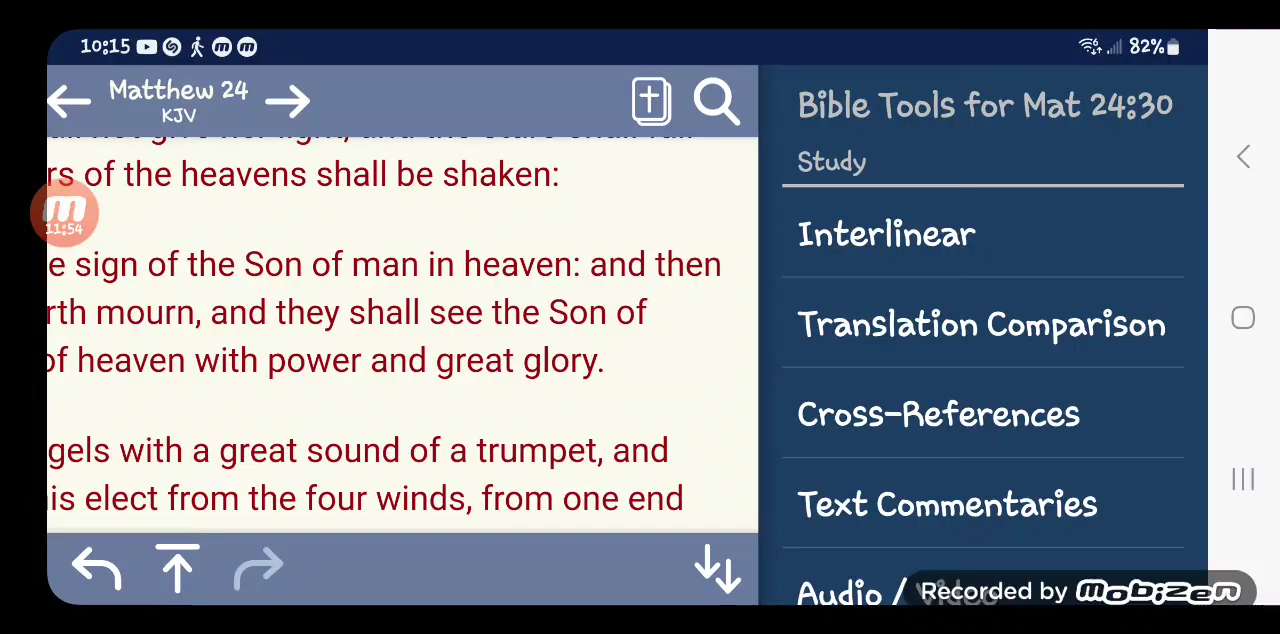 10:15
82%
Matthew 24
KJV
rs of the heavens shall be shaken:
11:54
e sign of the Son of man in heaven: and then
rth mourn, and they shall see the Son of
of heaven with power and great glory.
gels with a great sound of a trumpet, and
is elect from the four winds, from one end
Bible Tools for Mat 24:30
Study
Interlinear
Translation Comparison
Cross-References
Text Commentaries
Audio / Video
Recorded by mobizen